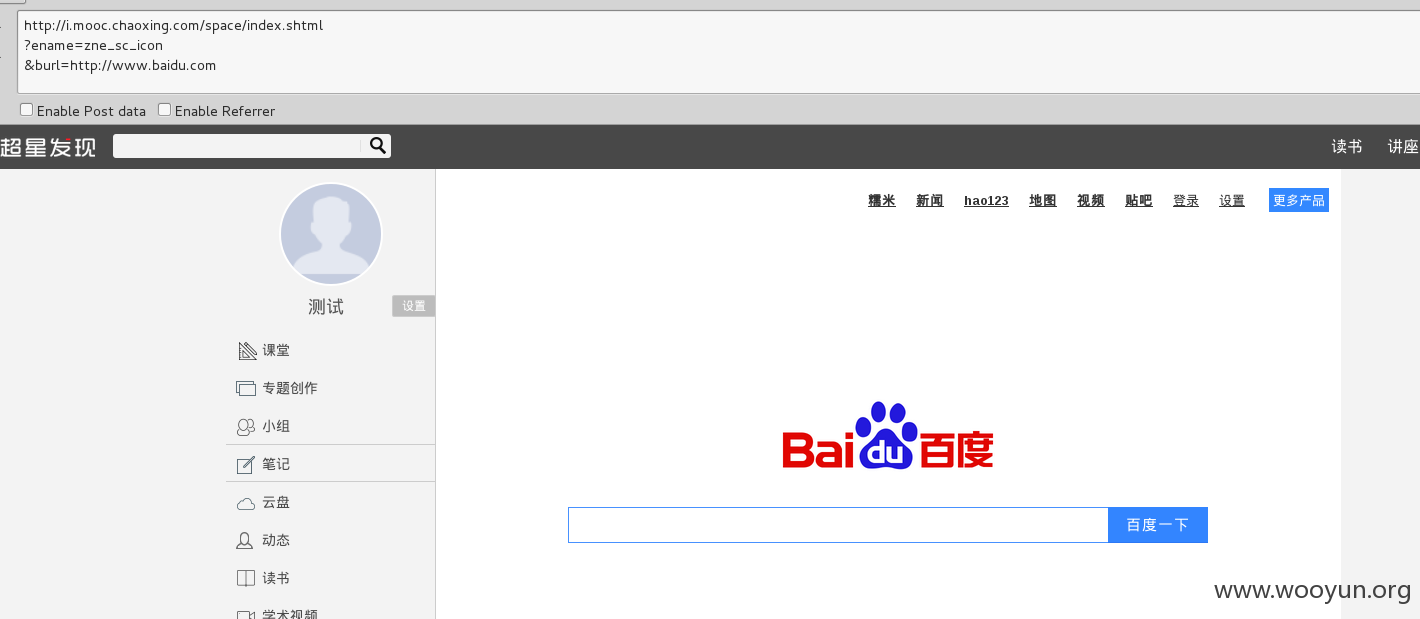 http://i.mooc.chaoxing.com/space/index.shtml
?ename=zne_sc_icon
&burl=http://www.baidu.com
Enable Post data Enable Referrer
超星发现 读书 讲座
糯米 新闻 hao123 地图 视频 贴吧 登录 设置 更多产品
测试 设置
课堂
专题创作
小组
Bai du 百度
笔记
云盘
百度一下
动态
读书
www.wooyun.org
学术视频